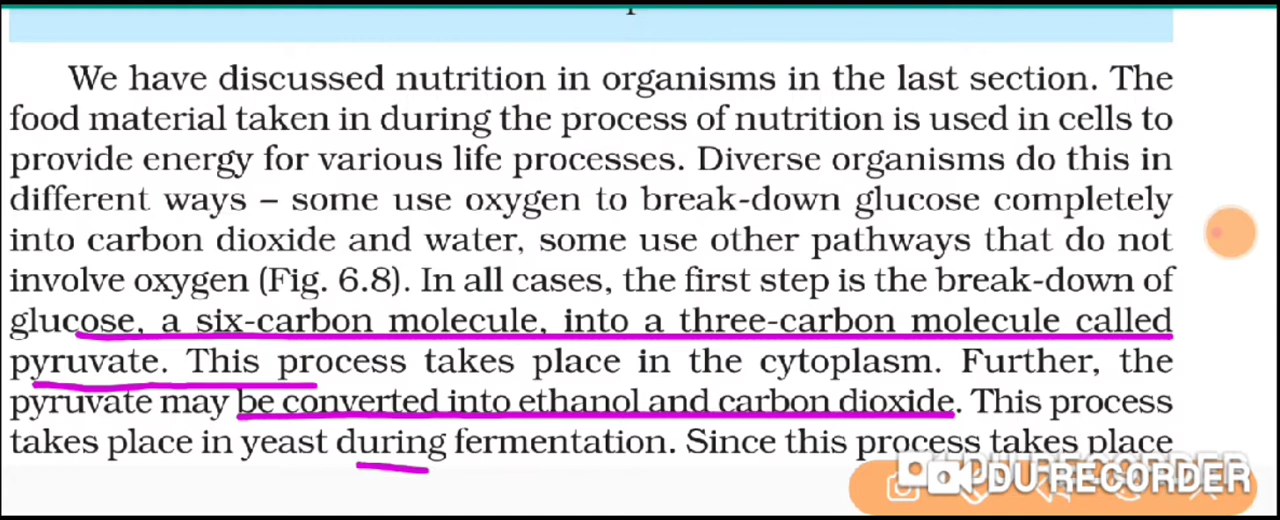 We have discussed nutrition in organisms in the last section. The
food material taken in during the process of nutrition is used in cells to
provide energy for various life processes. Diverse organisms do this in
different ways – some use oxygen to break-down glucose completely
into carbon dioxide and water, some use other pathways that do not
involve oxygen (Fig. 6.8). In all cases, the first step is the break-down of
glucose, a six-carbon molecule, into a three-carbon molecule called
pyruvate. This process takes place in the cytoplasm. Further, the
pyruvate may be converted into ethanol and carbon dioxide. This process
takes place in yeast during fermentation. Since this process takes place
DU RECORDER